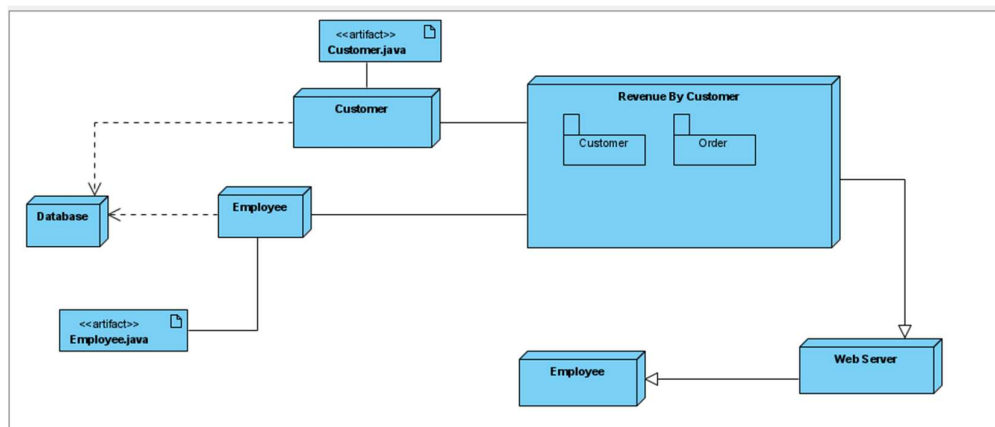 <<artifact>>
Customer.java
Customer
Revenue By Customer
Customer
Order
Database
Employee
<<artifact>>
Employee.java
Employee
Web Server